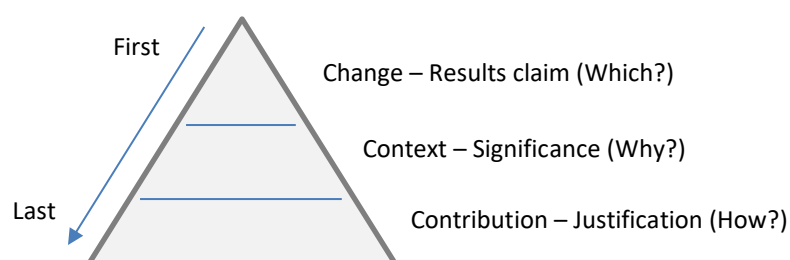 First
Change – Results claim (Which?)
Context – Significance (Why?)
Last
Contribution – Justification (How?)